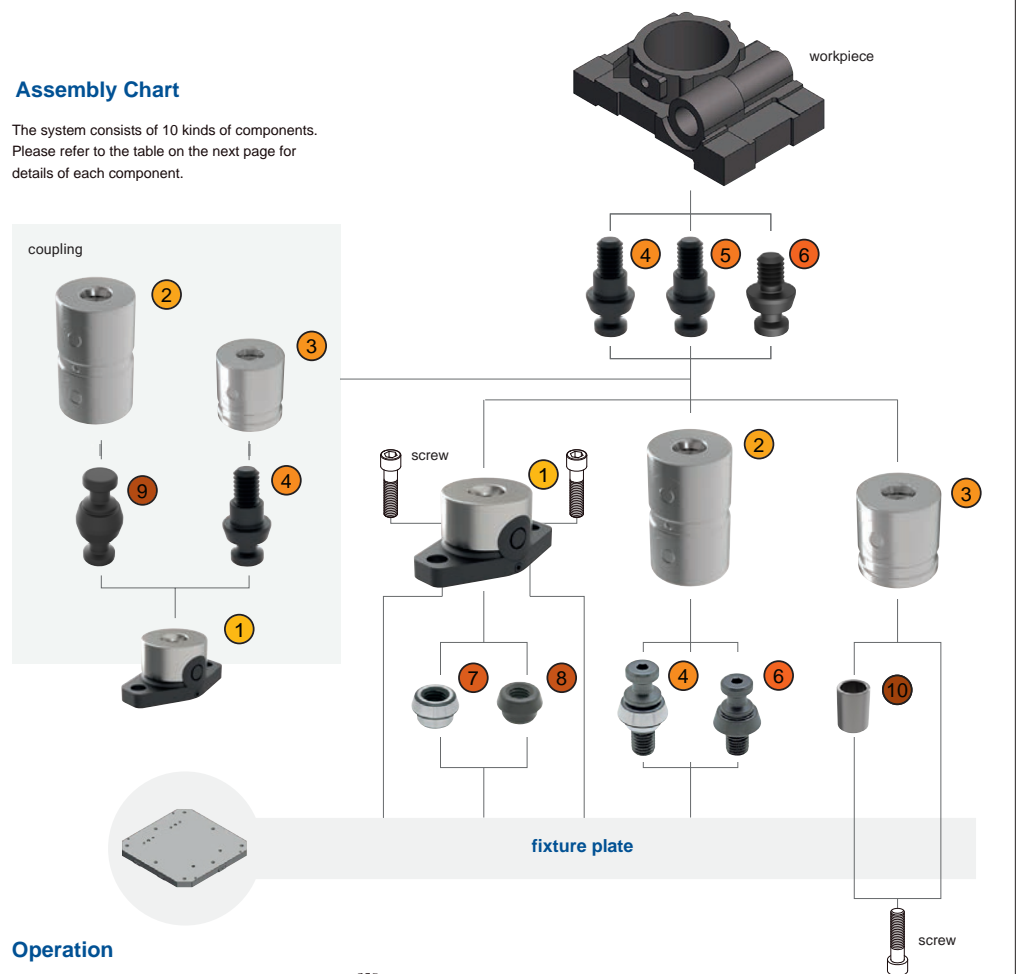 workpiece
Assembly Chart
The system consists of 10 kinds of components.
Please refer to the table on the next page for
details of each component.
coupling
4
5
6
2
3
9
4
1
screw
1
2
3
7
8
4
6
10
fixture plate
screw
Operation